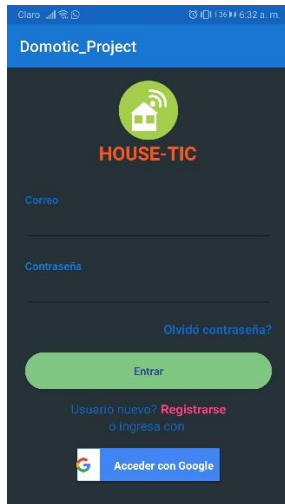 Claro 36 6:32 a. m.
Domotic_Project
HOUSE-TIC
Correo
Contraseña
Olvidó contraseña?
Entrar
Usuario nuevo? Registrarse
o ingresa con
G Acceder con Google